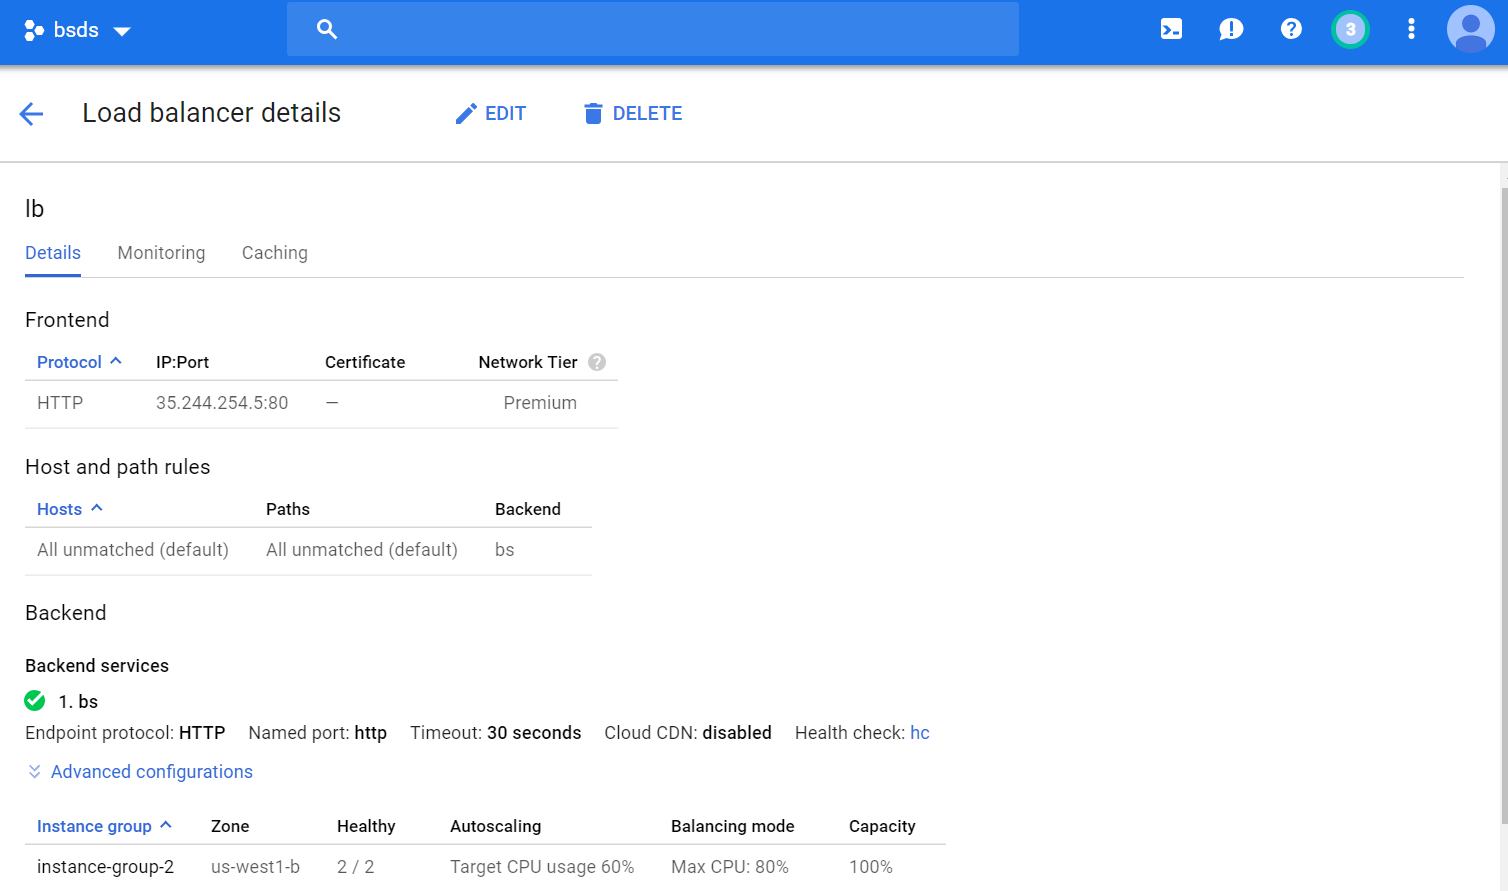 bsds
3
Load balancer details EDIT DELETE
lb
Details Monitoring Caching
Frontend
Protocol IP:Port Certificate Network Tier ?
HTTP 35.244.254.5:80 — Premium
Host and path rules
Hosts Paths Backend
All unmatched (default) All unmatched (default) bs
Backend
Backend services
1. bs
Endpoint protocol: HTTP Named port: http Timeout: 30 seconds Cloud CDN: disabled Health check: hc
Advanced configurations
Instance group Zone Healthy Autoscaling Balancing mode Capacity
instance-group-2 us-west1-b 2 / 2 Target CPU usage 60% Max CPU: 80% 100%